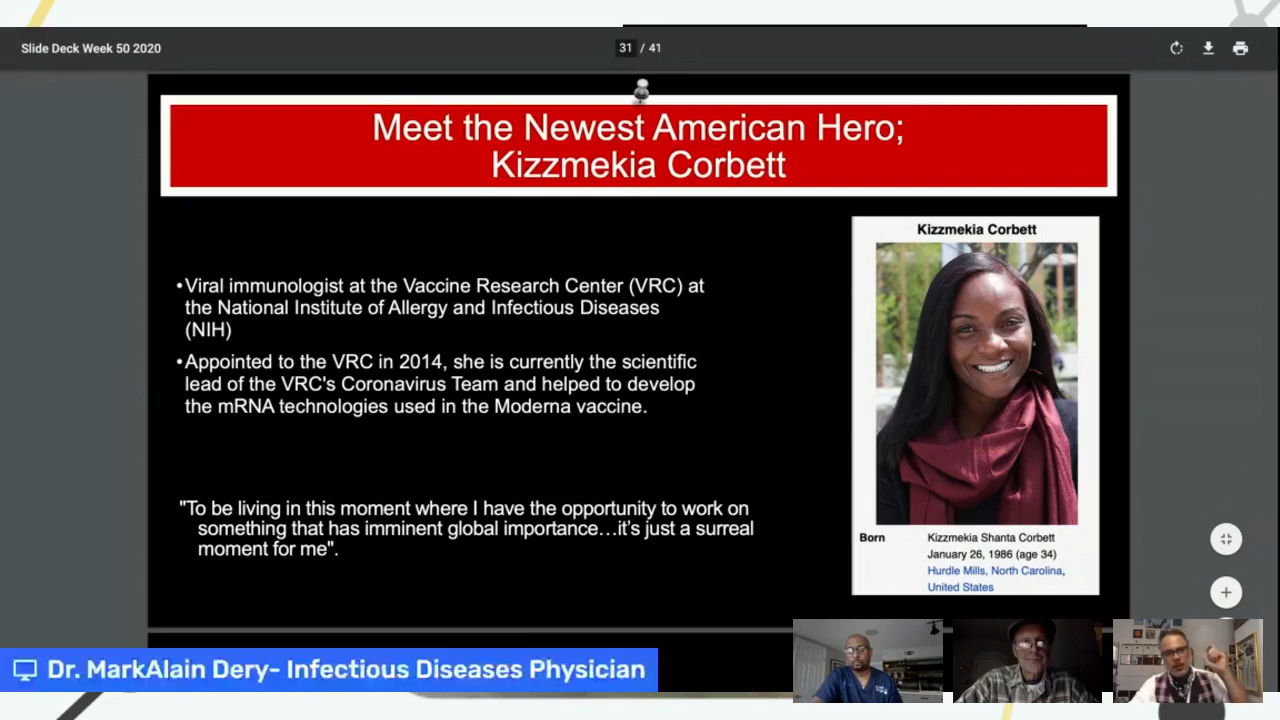 Slide Deck Week 50 2020
31 / 41
Meet the Newest American Hero;
Kizzmekia Corbett
•Viral immunologist at the Vaccine Research Center (VRC) at
the National Institute of Allergy and Infectious Diseases
(NIH)
•Appointed to the VRC in 2014, she is currently the scientific
lead of the VRC's Coronavirus Team and helped to develop
the mRNA technologies used in the Moderna vaccine.
"To be living in this moment where I have the opportunity to work on
something that has imminent global importance…it's just a surreal
moment for me".
Kizzmekia Corbett
Born Kizzmekia Shanta Corbett
January 26, 1986 (age 34)
Hurdle Mills, North Carolina,
United States
Dr. MarkAlain Dery- Infectious Diseases Physician